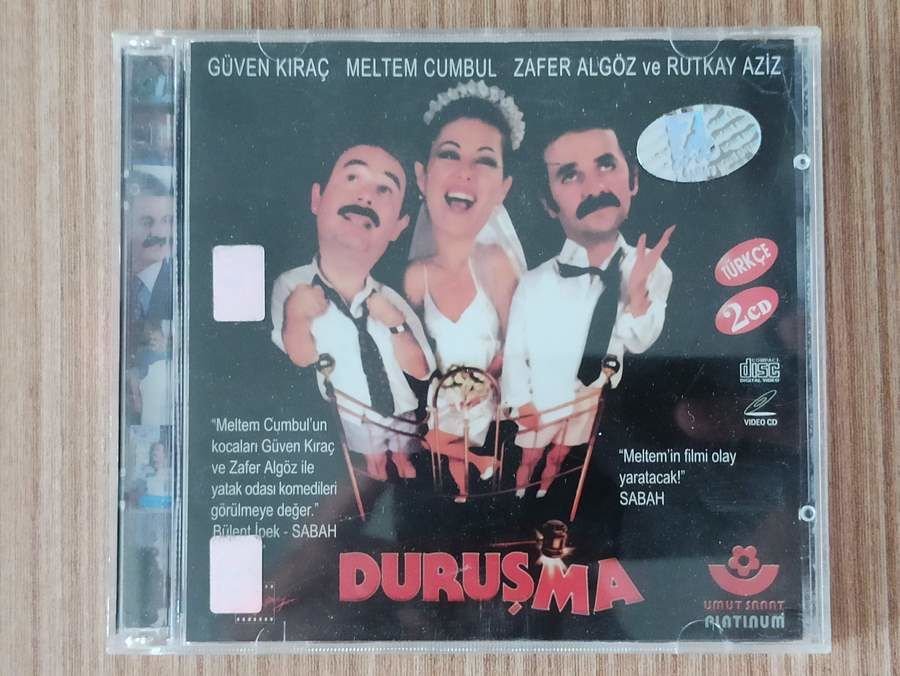 GÜVEN KIRAÇ MELTEM CUMBUL ZAFER ALGÖZ ve RUTKAY AZİZ
TÜRKÇE
2CD
COMPACT
disc
DIGITAL VIDEO
VIDEO CD
"Meltem Cumbul'un
kocaları Güven Kıraç
ve Zafer Algöz ile
yatak odası komedileri
görülmeye değer."
Bülent İpek - SABAH
"Meltem'in filmi olay
yaratacak!"
SABAH
DURUŞMA
UMUT SANAT
PLATINUM